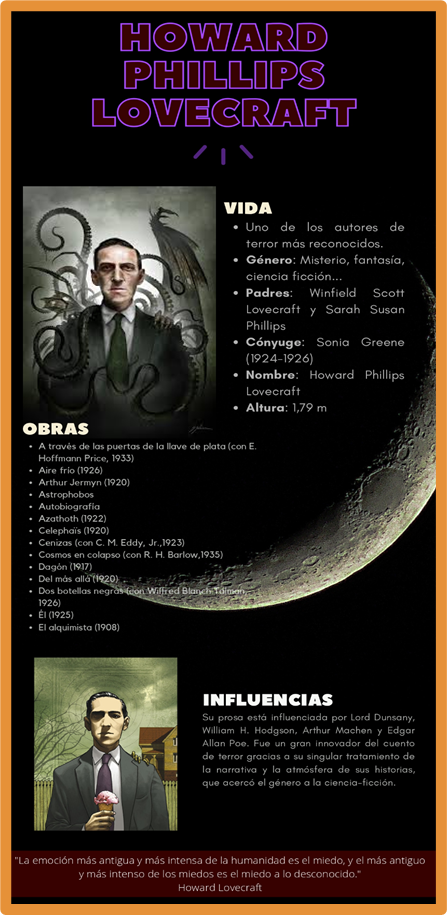 HOWARD
PHILLIPS
LOVECRAFT
VIDA
Uno de los autores de
terror más reconocidos.
Género: Misterio, fantasía,
ciencia ficción...
Padres: Winfield Scott
Lovecraft y Sarah Susan
Phillips
Cónyuge: Sonia Greene
(1924-1926)
Nombre: Howard Phillips
Lovecraft
Altura: 1,79 m
OBRAS
A través de las puertas de la llave de plata (con E.
Hoffmann Price, 1933)
Aire frío (1926)
Arthur Jermyn (1920)
Astrophobos
Autobiografía
Azathoth (1922)
Celephaïs (1920)
Cenizas (con C. M. Eddy, Jr.,1923)
Cosmos en colapso (con R. H. Barlow,1935)
Dagón (1917)
Del más allá (1920)
Dos botellas negras (con Wilfred Blanch Talman,
1926)
Él (1925)
El alquimista (1908)
INFLUENCIAS
Su prosa está influenciada por Lord Dunsany,
William H. Hodgson, Arthur Machen y Edgar
Allan Poe. Fue un gran innovador del cuento
de terror gracias a su singular tratamiento de
la narrativa y la atmósfera de sus historias,
que acercó el género a la ciencia-ficción.
"La emoción más antigua y más intensa de la humanidad es el miedo, y el más antiguo
y más intenso de los miedos es el miedo a lo desconocido."
Howard Lovecraft